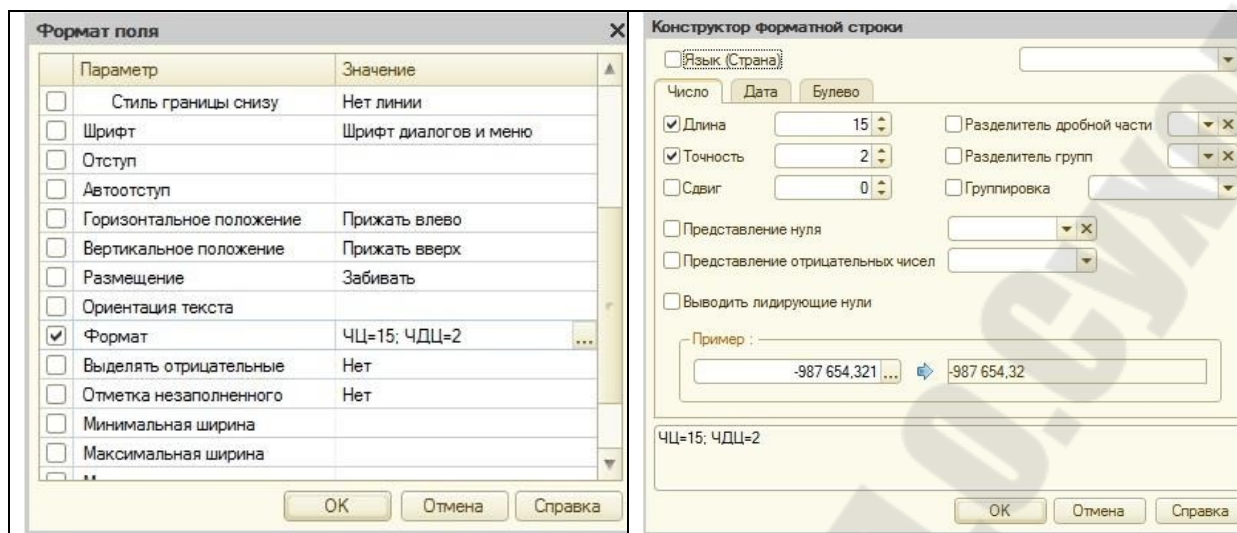 Формат поля
Параметр Значение
Стиль границы снизу Нет линии
Шрифт Шрифт диалогов и меню
Отступ
Автоотступ
Горизонтальное положение Прижать влево
Вертикальное положение Прижать вверх
Размещение Забивать
Ориентация текста
Формат ЧЦ=15; ЧДЦ=2 ...
Выделять отрицательные Нет
Отметка незаполненного Нет
Минимальная ширина
Максимальная ширина
OK Отмена Справка
Конструктор форматной строки
Язык (Страна)
Число Дата Булево
Длина 15 Разделитель дробной части
Точность 2 Разделитель групп
Сдвиг 0 Группировка
Представление нуля
Представление отрицательных чисел
Выводить лидирующие нули
Пример :
-987 654,321 ... -987 654,32
ЧЦ=15; ЧДЦ=2
OK Отмена Справка